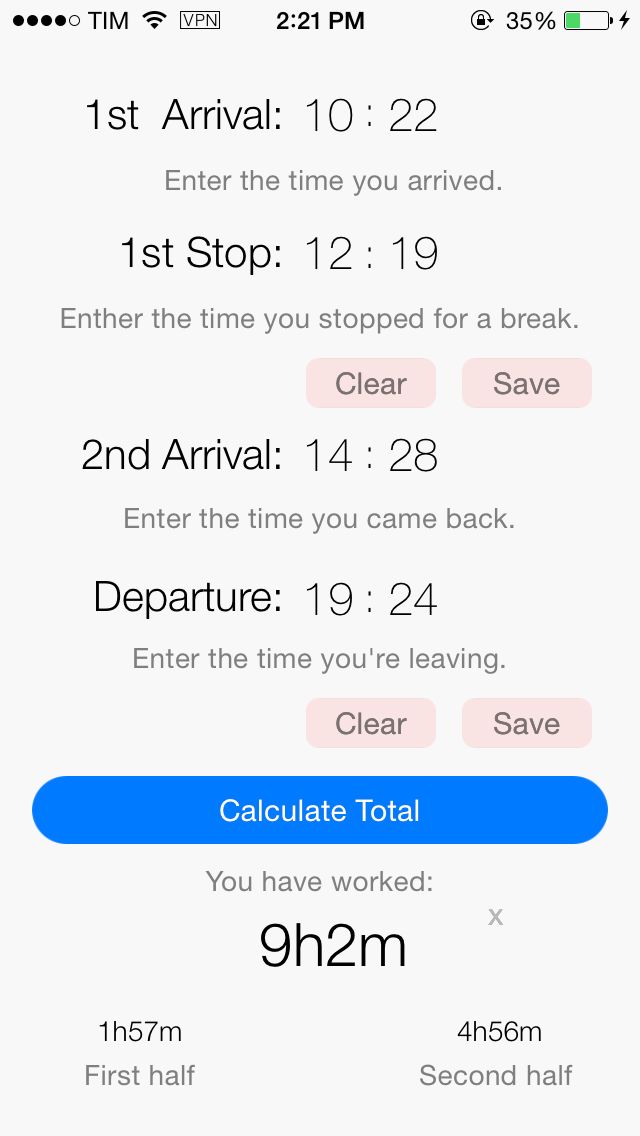 TIM VPN 2:21 PM 35%
1st Arrival: 10 : 22
Enter the time you arrived.
1st Stop: 12 : 19
Enther the time you stopped for a break.
Clear Save
2nd Arrival: 14 : 28
Enter the time you came back.
Departure: 19 : 24
Enter the time you're leaving.
Clear Save
Calculate Total
You have worked:
x
9h2m
1h57m 4h56m
First half Second half